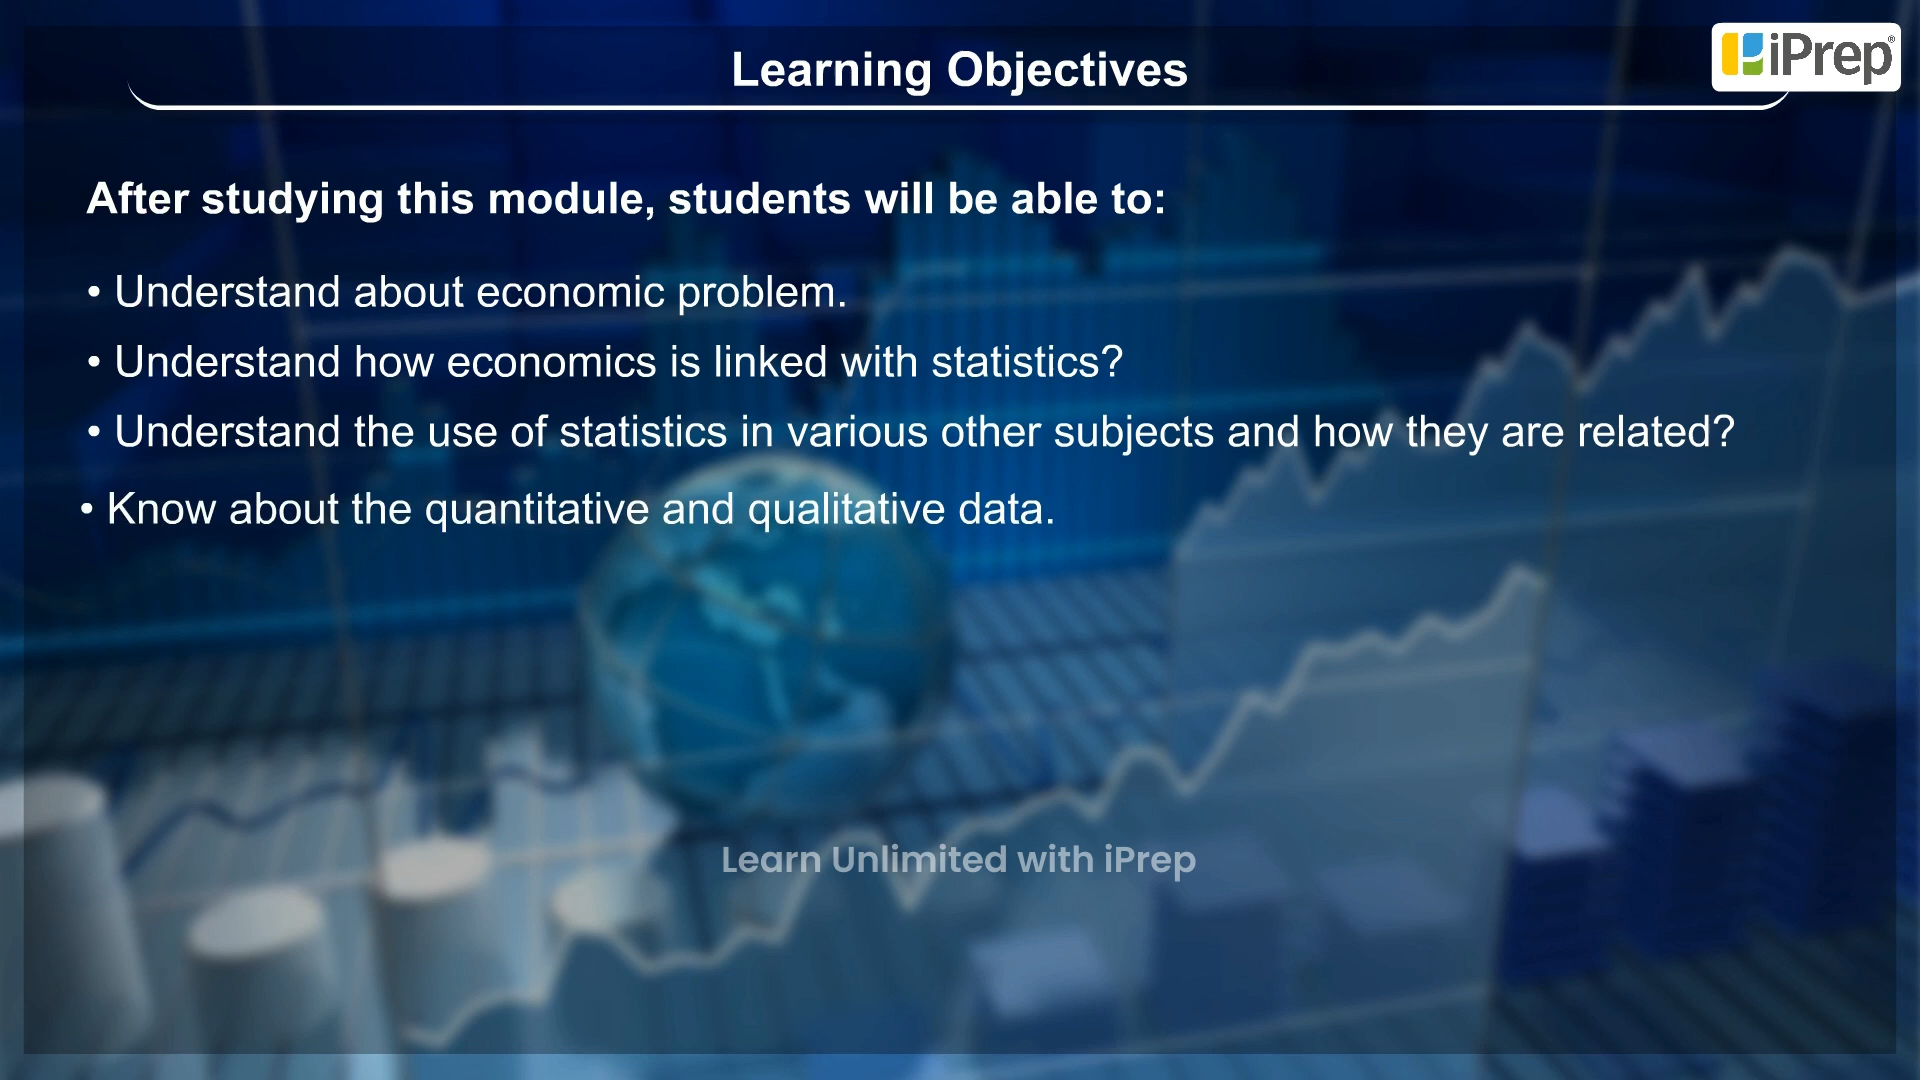 Learning Objectives
iPrep®
After studying this module, students will be able to:
• Understand about economic problem.
• Understand how economics is linked with statistics?
• Understand the use of statistics in various other subjects and how they are related?
• Know about the quantitative and qualitative data.
Learn Unlimited with iPrep